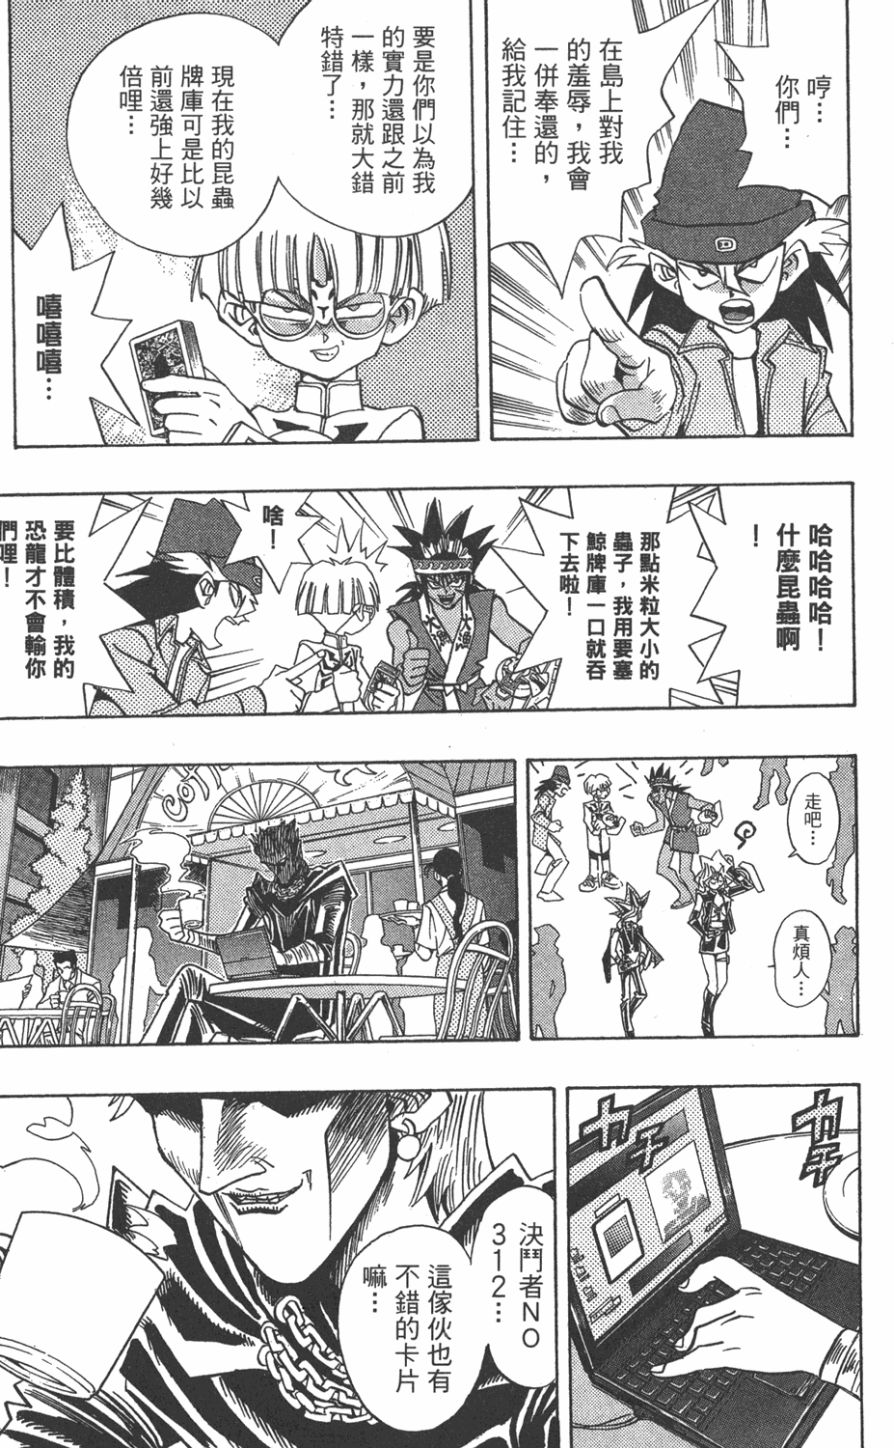 哼…
你們…
在島上對我
的羞辱，我會
一併奉還的，
給我記住…
D
要是你們以為我
的實力還跟之前
一樣，那就大錯
特錯了…
現在我的昆蟲
牌庫可是比以
前還強上好幾
倍哩…
嘻嘻嘻…
哈哈哈哈！
什麼昆蟲啊
！
那點米粒大小的
蟲子，我用要塞
鯨牌庫一口就吞
下去啦！
大漁
大漁
啥！
要比體積，我的
恐龍才不會輸你
們哩！
走吧…
真煩人…
coff
カチ
カチ
決鬥者NO
312…
這傢伙也有
不錯的卡片
嘛…